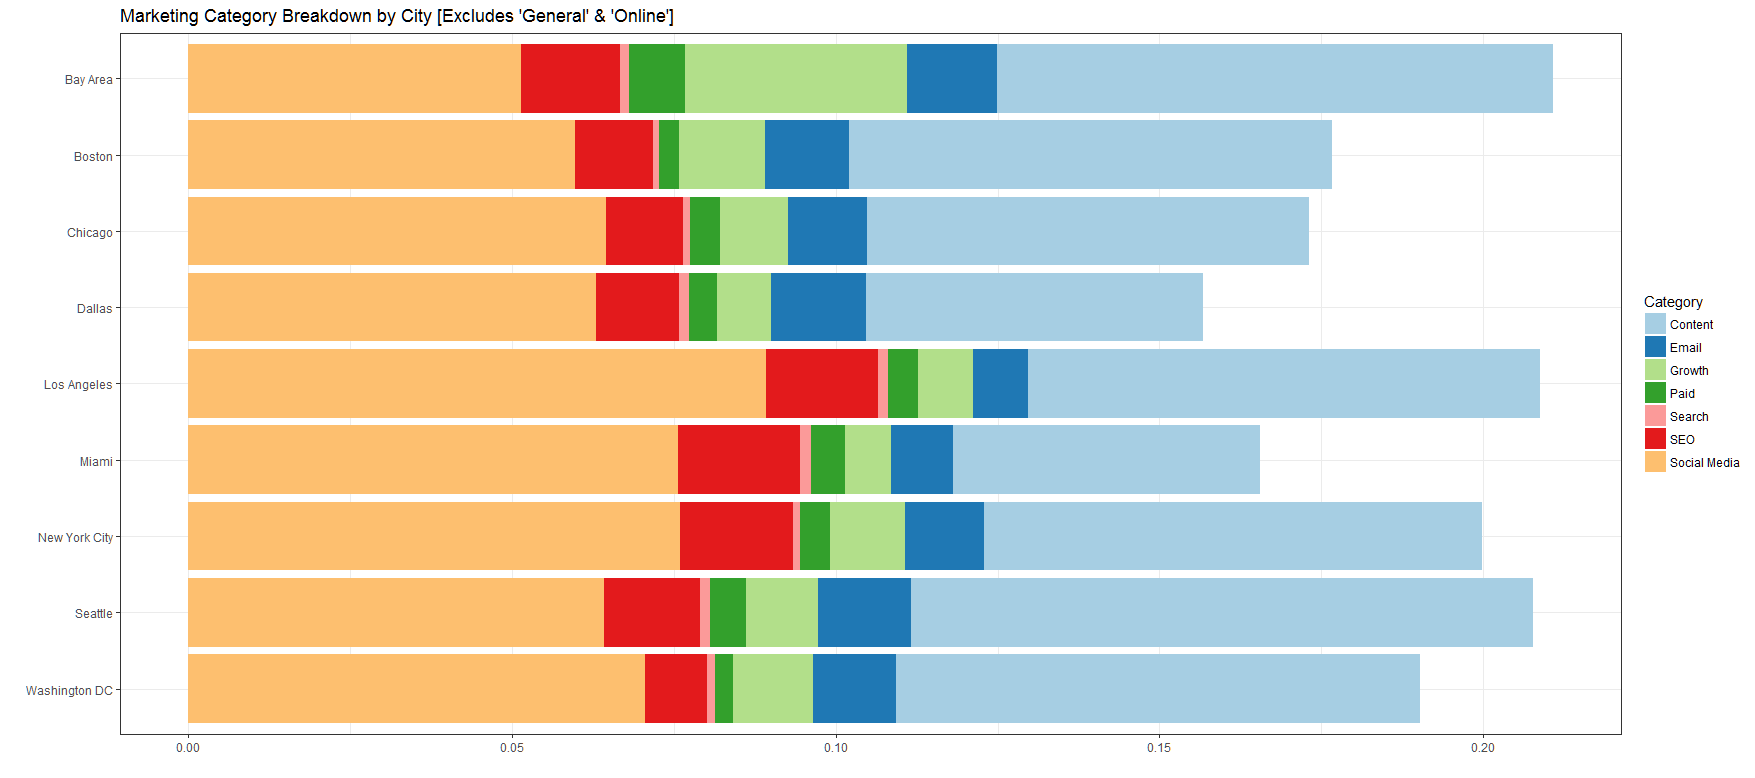 Marketing Category Breakdown by City [Excludes 'General' & 'Online']
Bay Area
Boston
Chicago
Dallas
Los Angeles
Miami
New York City
Seattle
Washington DC
0.00 0.05 0.10 0.15 0.20
Category
Content
Email
Growth
Paid
Search
SEO
Social Media